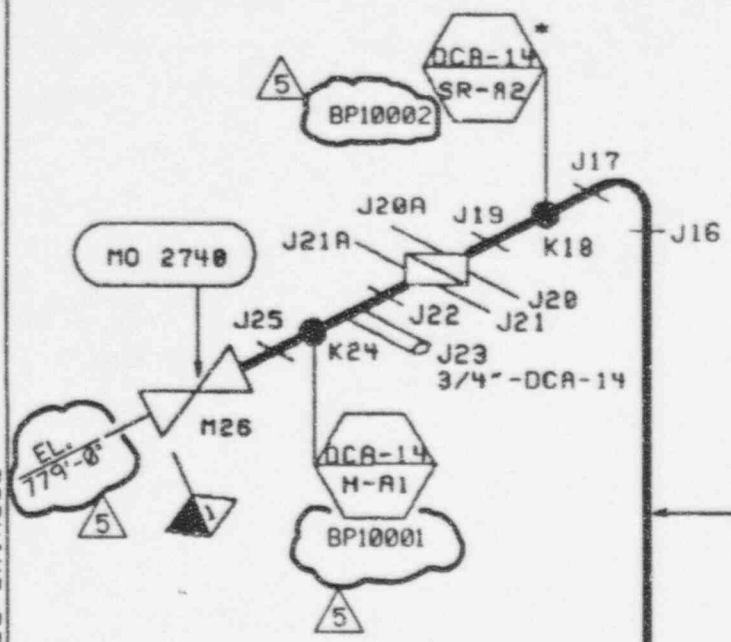 DCA-14 *
SR-A2
5
BP10002
J17
J20A
J19
J16
J21A
K18
MO 2740
J20
J22
J21
J25
K24
J23
3/4"-DCA-14
M26
EL.
779'-0"
DCA-14
H-A1
5
1
BP10001
5